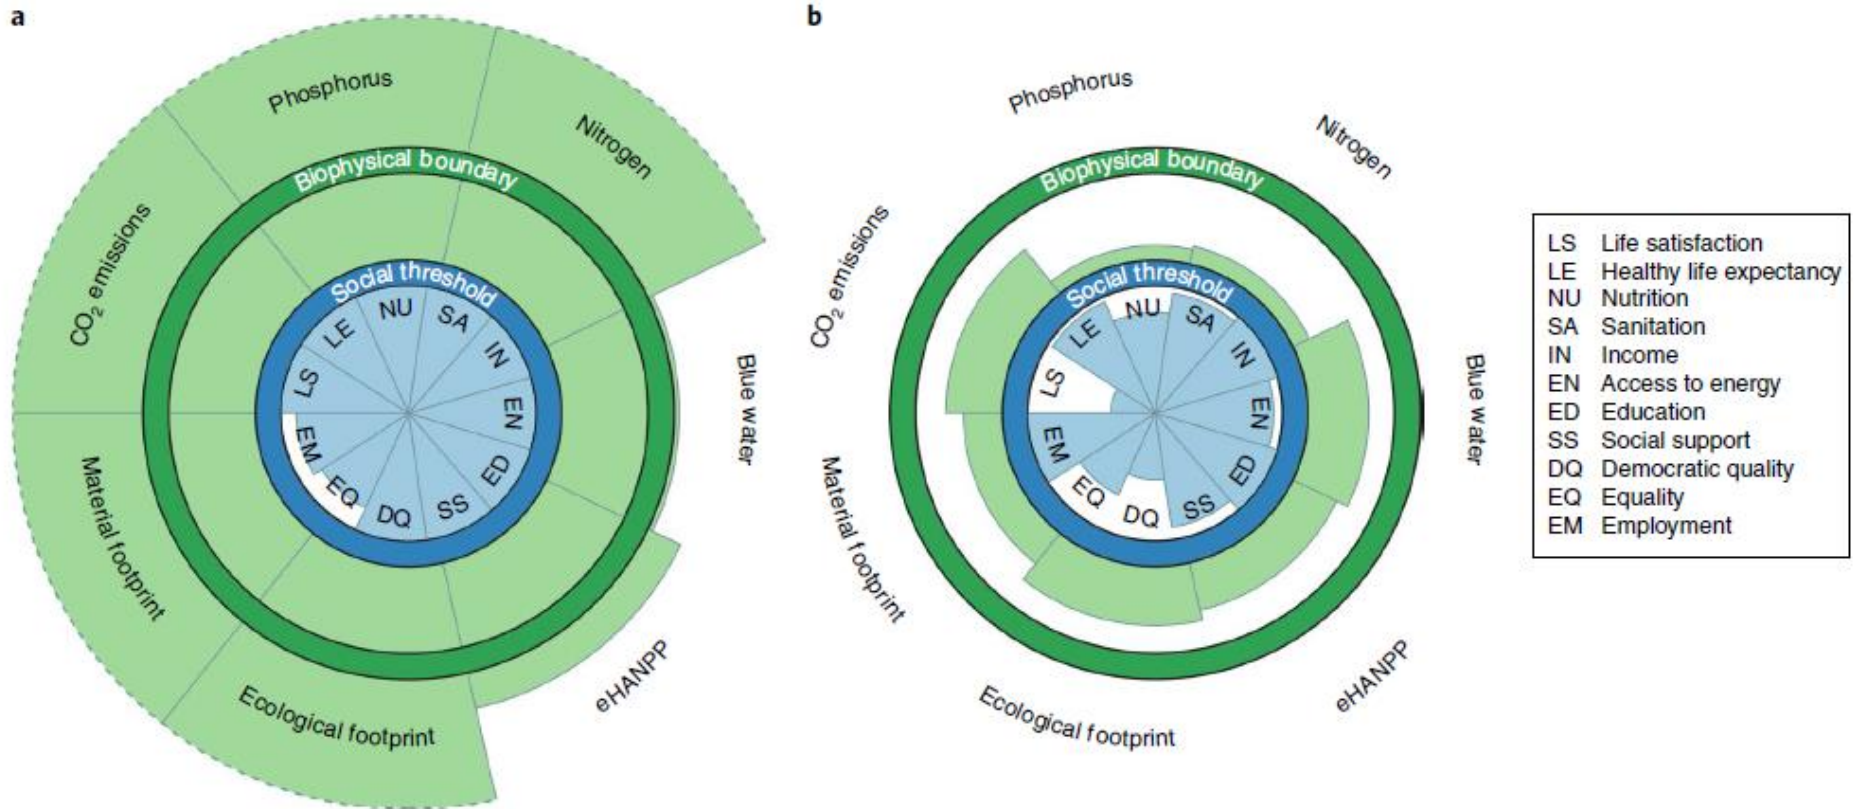 a
Phosphorus
Nitrogen
CO2 emissions
Biophysical boundary
Social threshold
LS
LE
NU
SA
IN
EN
ED
SS
DQ
EQ
EM
Blue water
Material footprint
Ecological footprint
eHANPP
b
Phosphorus
Nitrogen
CO2 emissions
Biophysical boundary
Social threshold
LS
LE
NU
SA
IN
EN
ED
SS
DQ
EQ
EM
Blue water
Material footprint
Ecological footprint
eHANPP
LS Life satisfaction
LE Healthy life expectancy
NU Nutrition
SA Sanitation
IN Income
EN Access to energy
ED Education
SS Social support
DQ Democratic quality
EQ Equality
EM Employment